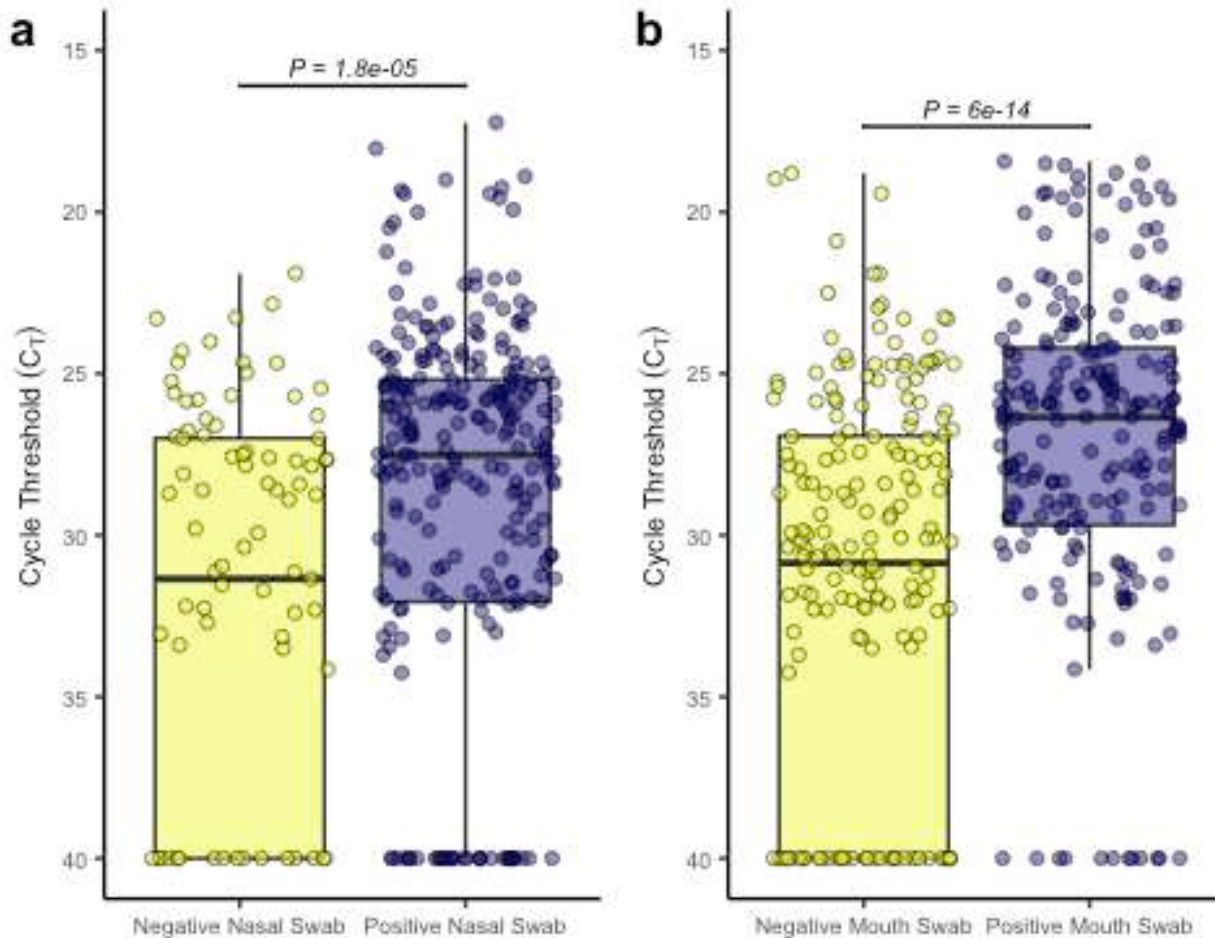 a
P = 1.8e-05
Cycle Threshold (CT)
15
20
25
30
35
40
Negative Nasal Swab
Positive Nasal Swab
b
P = 6e-14
Cycle Threshold (CT)
15
20
25
30
35
40
Negative Mouth Swab
Positive Mouth Swab